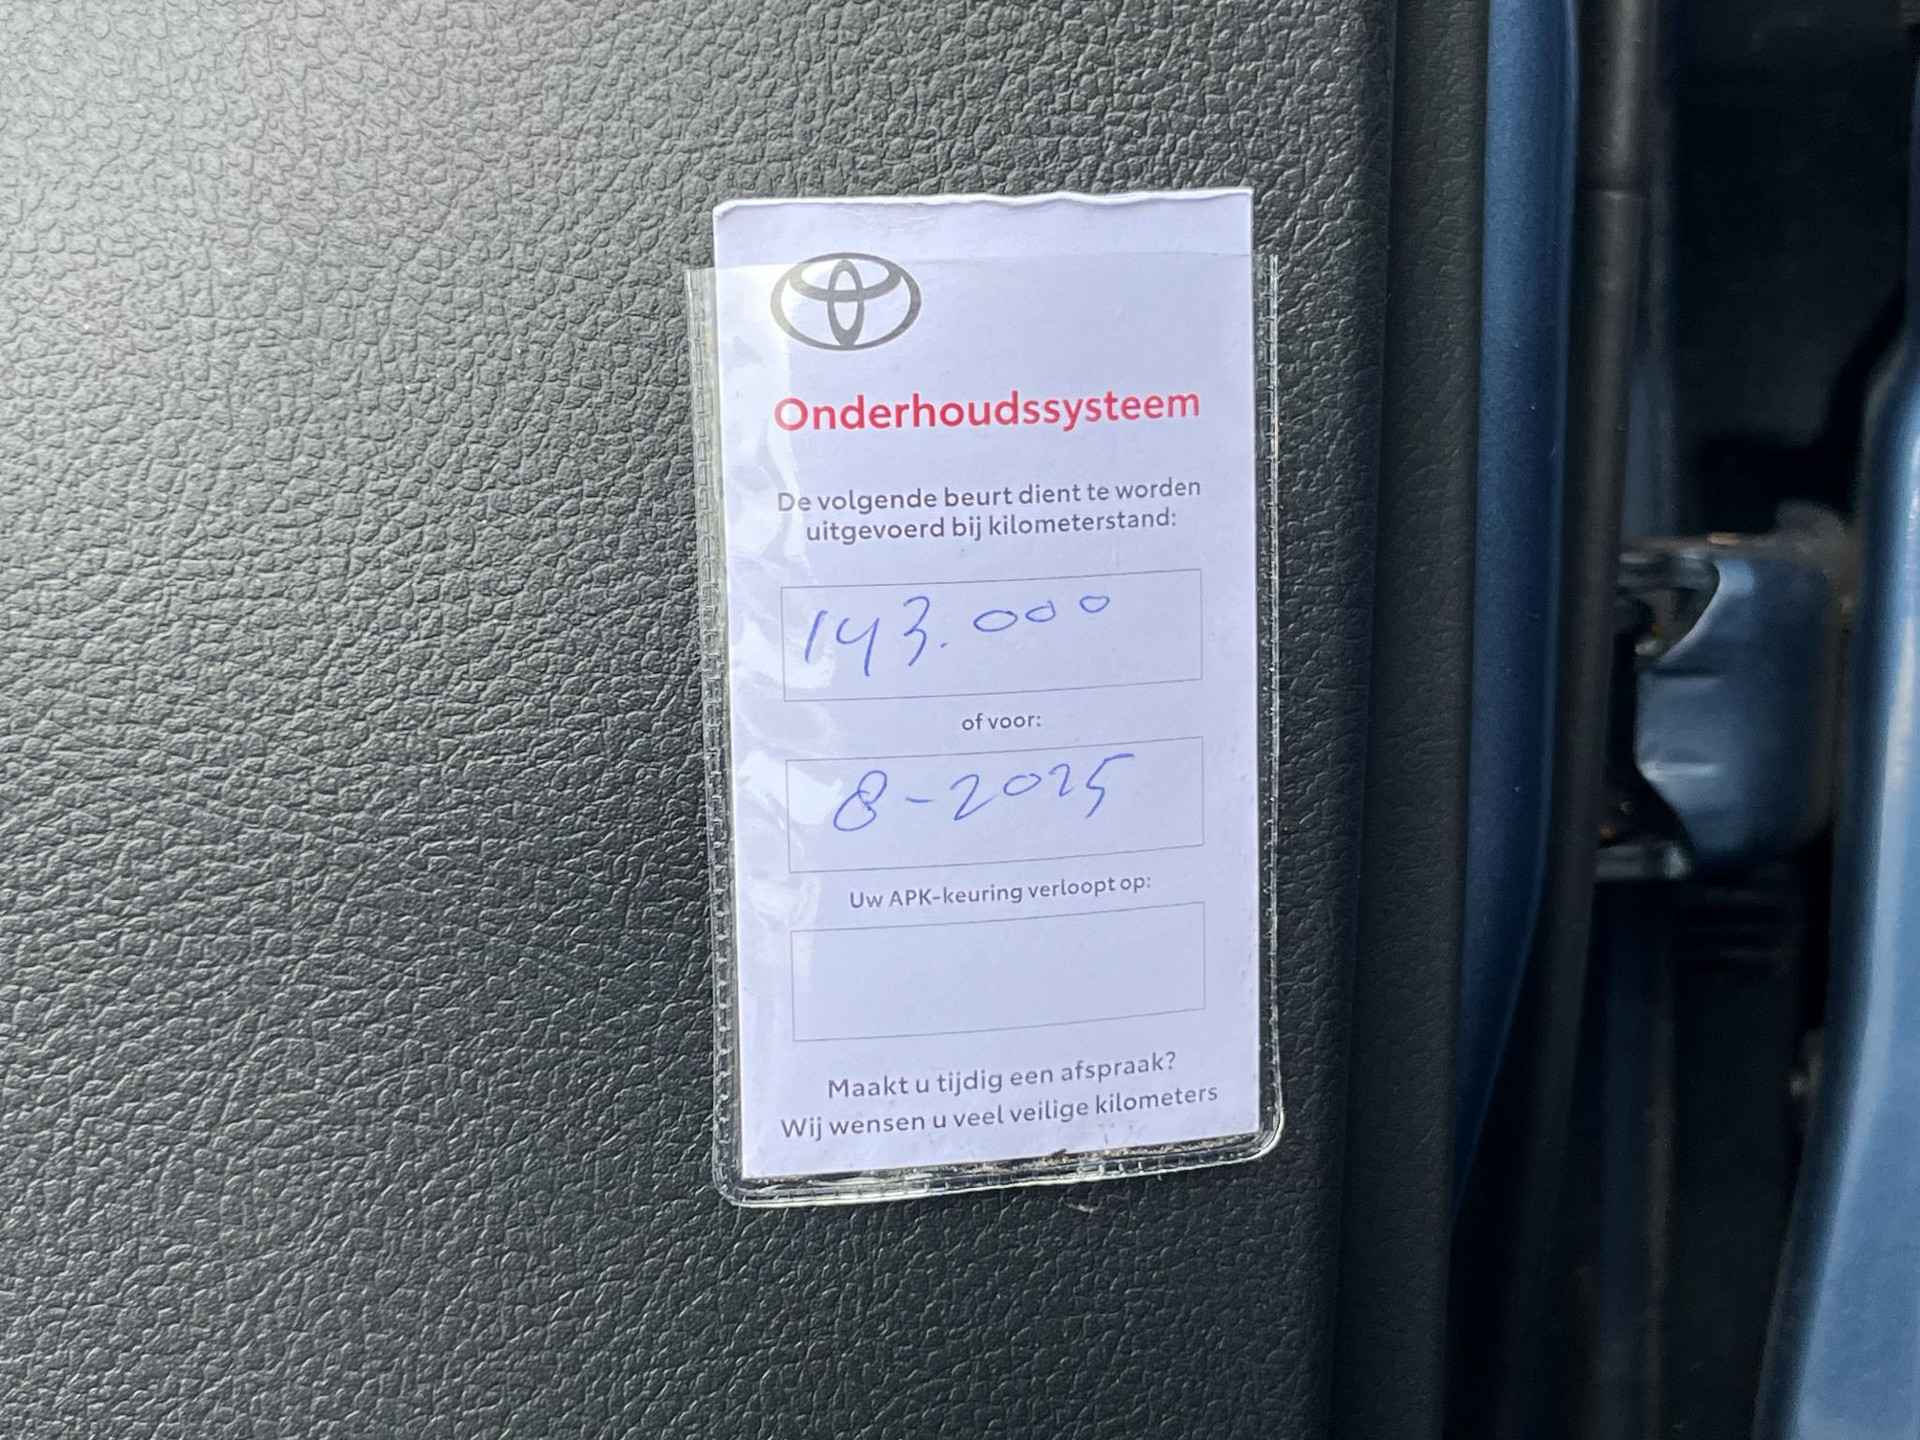 Onderhoudssysteem
De volgende beurt dient te worden
uitgevoerd bij kilometerstand:
143.000
of voor:
8-2025
Uw APK-keuring verloopt op:
Maakt u tijdig een afspraak?
Wij wensen u veel veilige kilometers